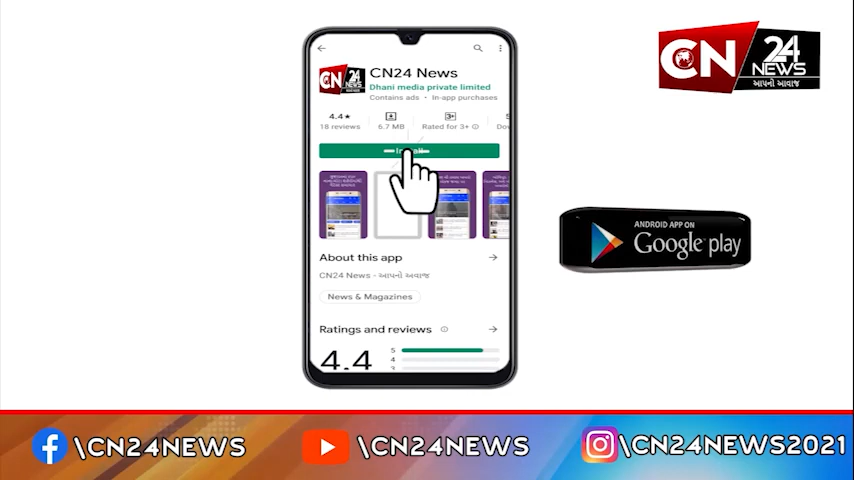 CN24 News
Dhani media private limited
Contains ads • In-app purchases
4.4★
18 reviews
6.7 MB
3+
Rated for 3+
About this app
CN24 News - આપનો અવાજ
News & Magazines
Ratings and reviews
4.4
5
4
3
CN 24 NEWS
આપનો અવાજ
ANDROID APP ON
Google play
\CN24NEWS
\CN24NEWS
\CN24NEWS2021